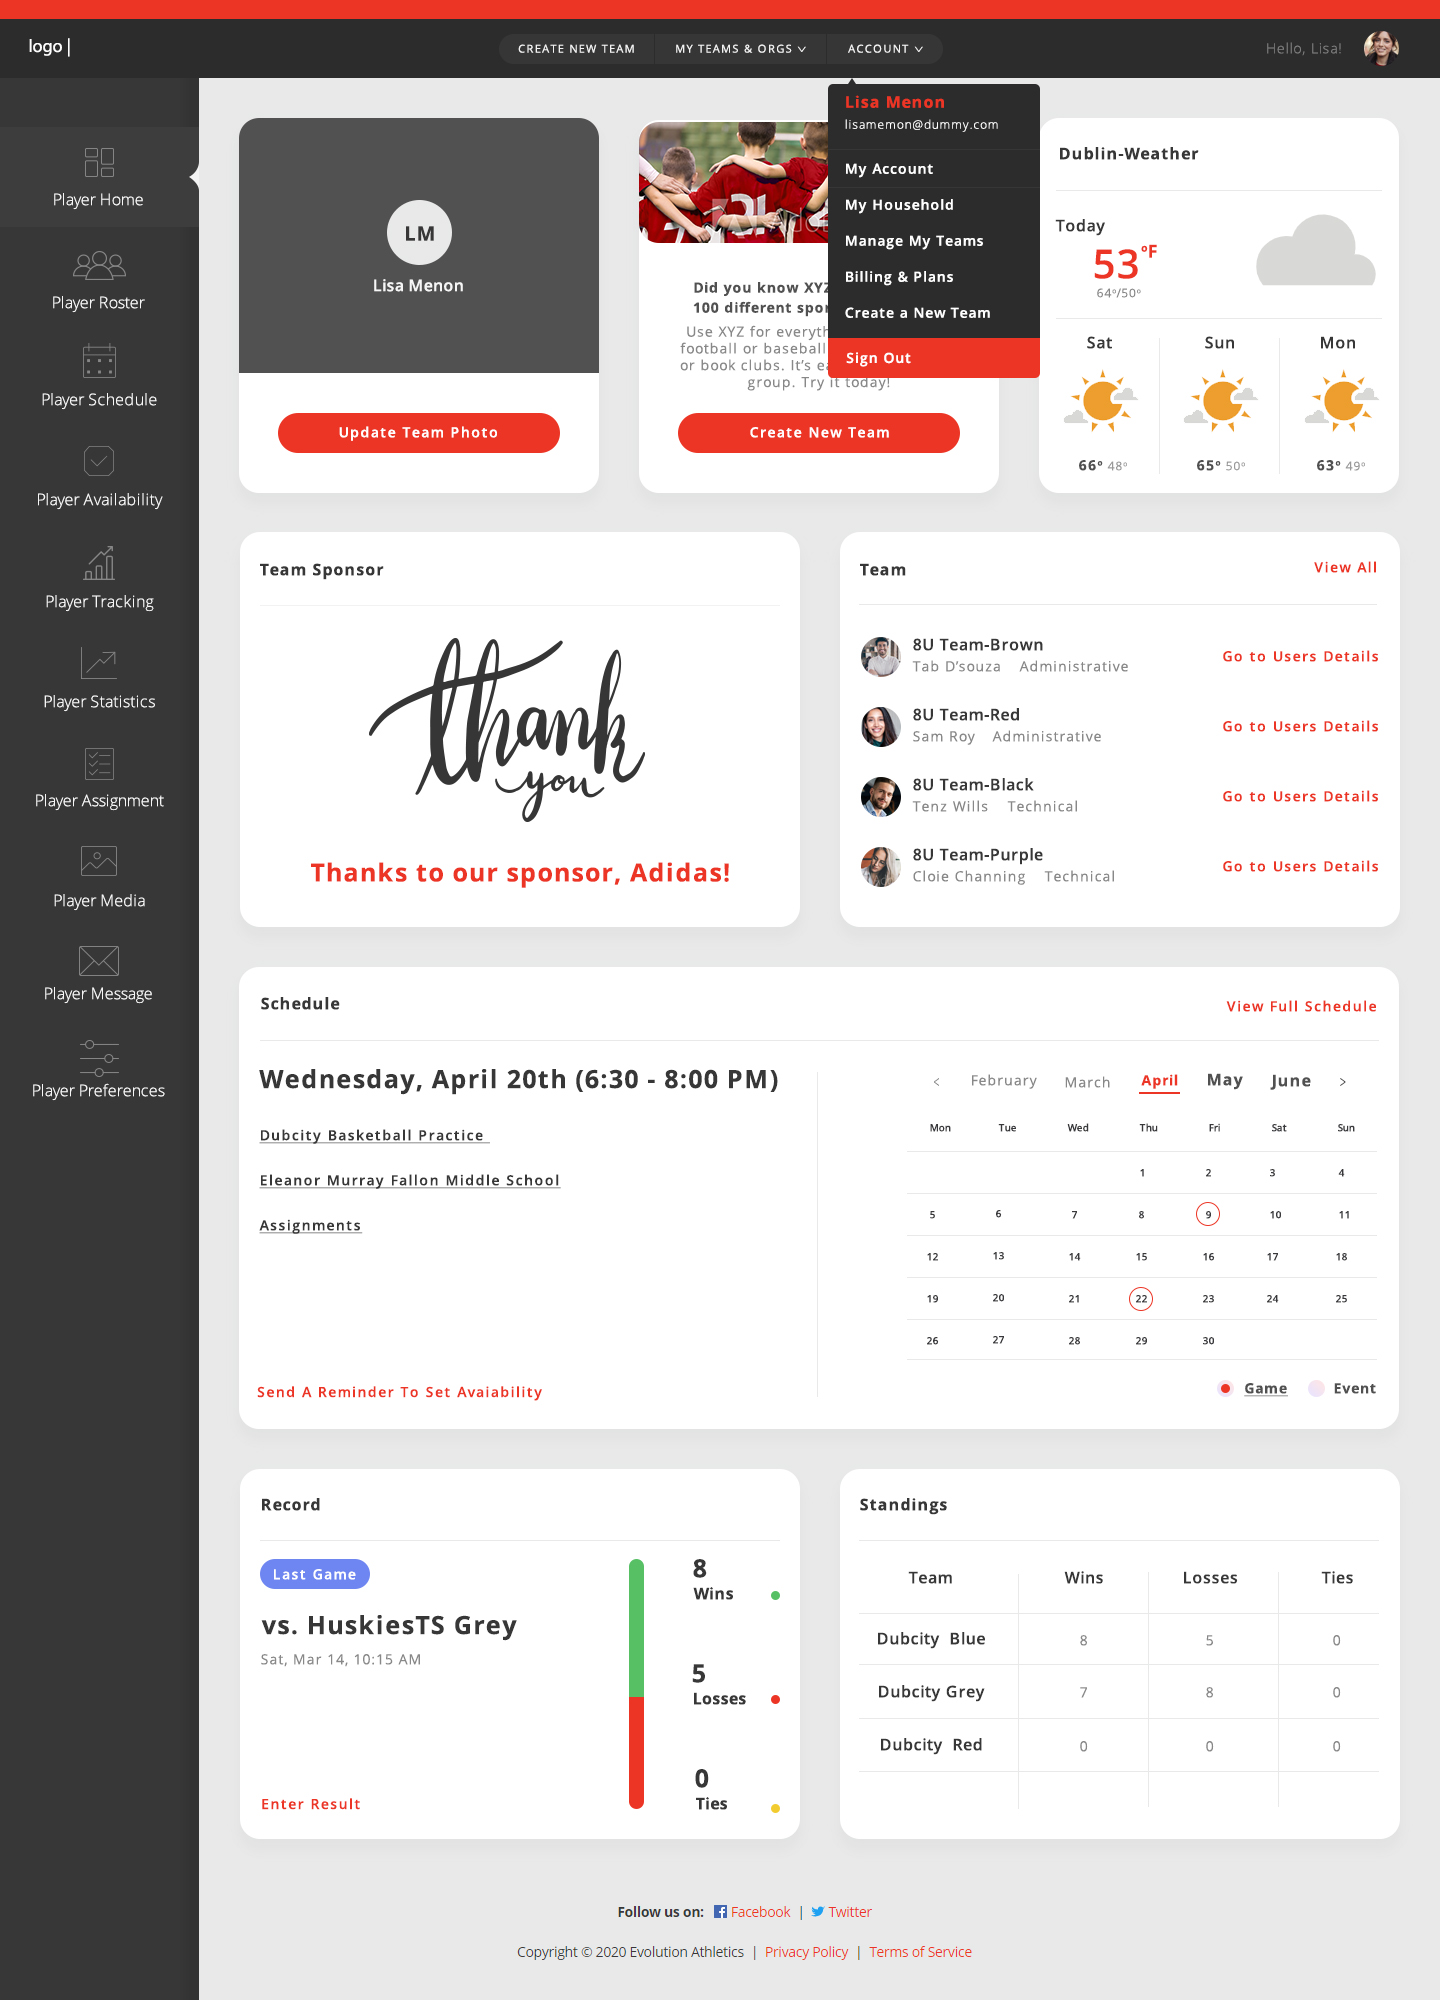 logo |
CREATE NEW TEAM
MY TEAMS & ORGS
ACCOUNT
Hello, Lisa!
Lisa Menon
lisamemon@dummy.com
My Account
My Household
Manage My Teams
Billing & Plans
Create a New Team
Sign Out
Player Home
Player Roster
Player Schedule
Player Availability
Player Tracking
Player Statistics
Player Assignment
Player Media
Player Message
Player Preferences
LM
Lisa Menon
Update Team Photo
Did you know XYZ
100 different
Use XYZ for
football or baseball
or book clubs. It's
group. Try it today!
Create New Team
Dublin-Weather
Today
53°F
64°/50°
Sat
Sun
Mon
66° 48°
65° 50°
63° 49°
Team Sponsor
thank
you
Thanks to our sponsor, Adidas!
Team
View All
8U Team-Brown
Tab D'souza Administrative
Go to Users Details
8U Team-Red
Sam Roy Administrative
Go to Users Details
8U Team-Black
Tenz Wills Technical
Go to Users Details
8U Team-Purple
Cloie Channing Technical
Go to Users Details
Schedule
View Full Schedule
Wednesday, April 20th (6:30 - 8:00 PM)
Dubcity Basketball Practice
Eleanor Murray Fallon Middle School
Assignments
Send A Reminder To Set Avaiability
< February March April May June >
Mon Tue Wed Thu Fri Sat Sun
1 2 3 4
5 6 7 8 9 10 11
12 13 14 15 16 17 18
19 20 21 22 23 24 25
26 27 28 29 30
Game Event
Record
Last Game
vs. HuskiesTS Grey
Sat, Mar 14, 10:15 AM
Enter Result
8
Wins
5
Losses
0
Ties
Standings
Team Wins Losses Ties
Dubcity Blue 8 5 0
Dubcity Grey 7 8 0
Dubcity Red 0 0 0
Follow us on: Facebook | Twitter
Copyright © 2020 Evolution Athletics | Privacy Policy | Terms of Service